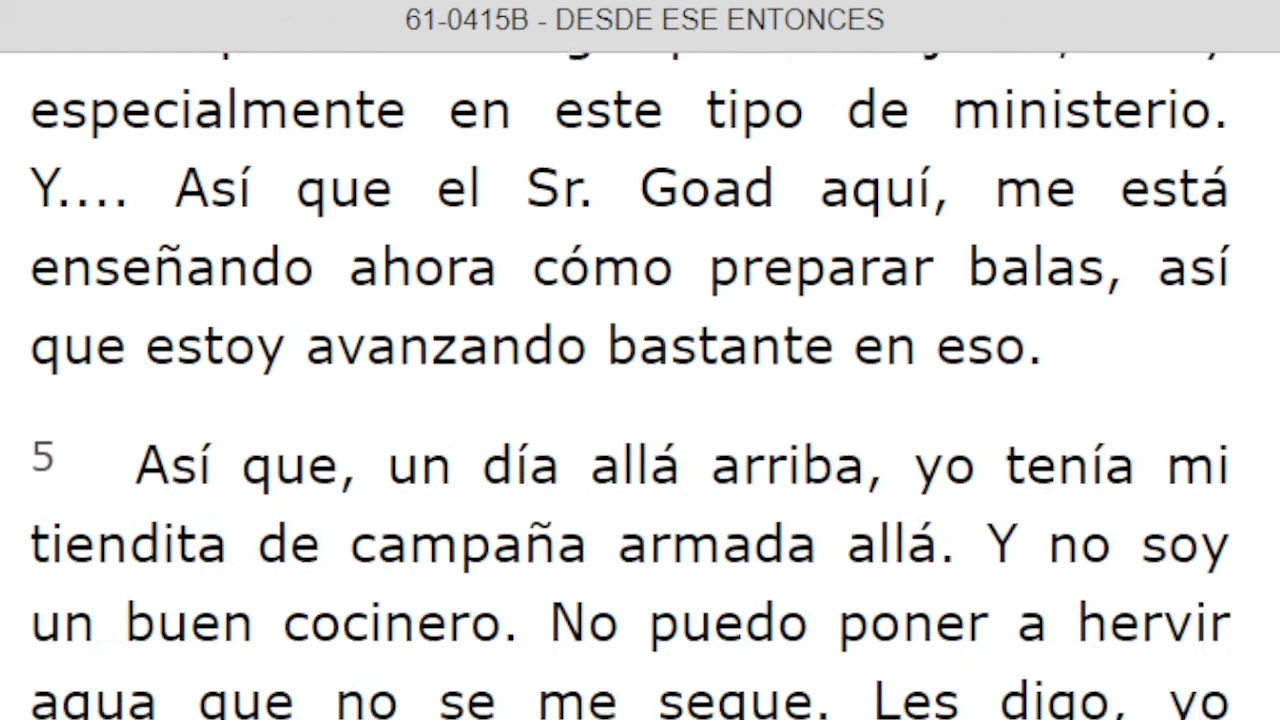 61-0415B - DESDE ESE ENTONCES
especialmente en este tipo de ministerio.
Y.... Así que el Sr. Goad aquí, me está
enseñando ahora cómo preparar balas, así
que estoy avanzando bastante en eso.
5 Así que, un día allá arriba, yo tenía mi
tiendita de campaña armada allá. Y no soy
un buen cocinero. No puedo poner a hervir
agua que no se me seque. Les digo, yo